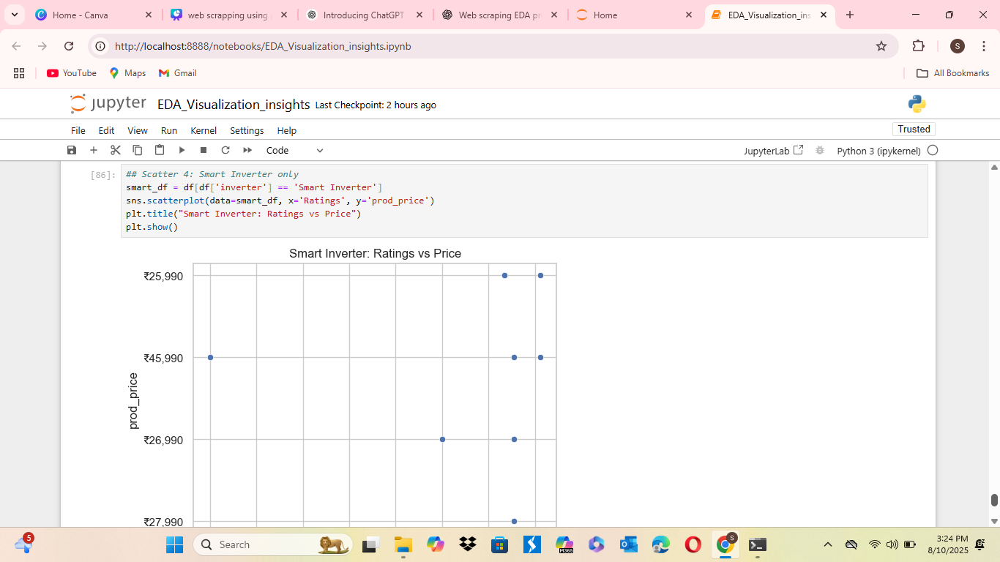 Home - Canva
web scrapping using
Introducing ChatGPT
Web scraping EDA pr
Home
EDA_Visualization_ins
http://localhost:8888/notebooks/EDA_Visualization_insights.ipynb
S
YouTube
Maps
Gmail
All Bookmarks
jupyter
EDA_Visualization_insights
Last Checkpoint: 2 hours ago
File
Edit
View
Run
Kernel
Settings
Help
Trusted
Code
JupyterLab
Python 3 (ipykernel)
[86]:
## Scatter 4: Smart Inverter only
smart_df = df[df['inverter'] == 'Smart Inverter']
sns.scatterplot(data=smart_df, x='Ratings', y='prod_price')
plt.title("Smart Inverter: Ratings vs Price")
plt.show()
Smart Inverter: Ratings vs Price
₹25,990
₹45,990
prod_price
₹26,990
₹27,990
5
Search
M365
S
3:24 PM
8/10/2025